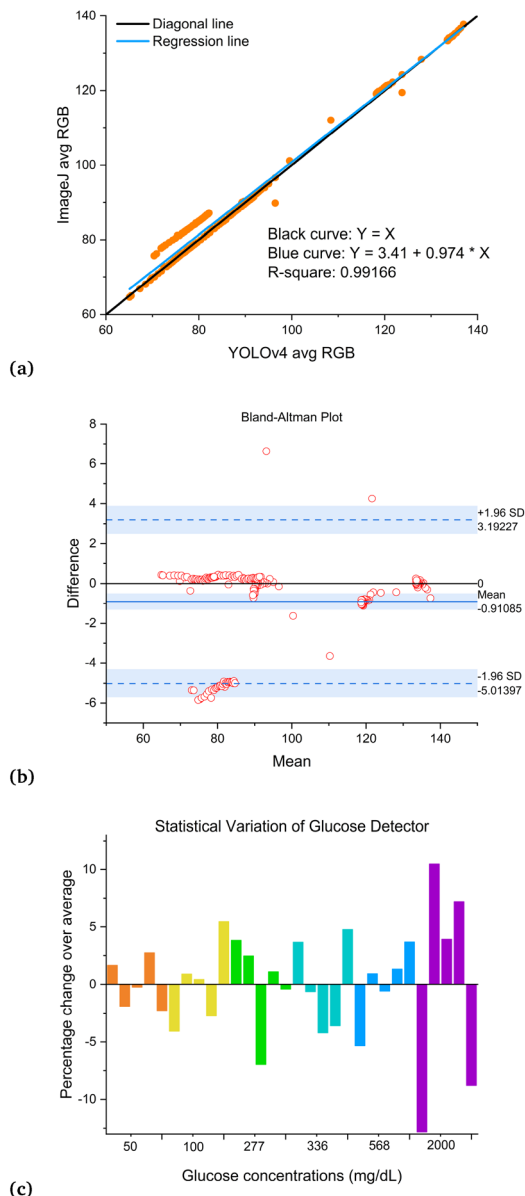 140
Diagonal line
Regression line
120
ImageJ avg RGB
100
Black curve: Y = X
80
Blue curve: Y = 3.41 + 0.974 * X
R-square: 0.99166
60
60 80 100 120 140
YOLOv4 avg RGB
(a)
Bland-Altman Plot
8
6
4
+1.96 SD
3.19227
2
Difference
0
0
Mean
-0.91085
-2
-4
-1.96 SD
-5.01397
-6
60 80 100 120 140
Mean
(b)
Statistical Variation of Glucose Detector
10
5
Percentage change over average
0
-5
-10
50 100 277 336 568 2000
Glucose concentrations (mg/dL)
(c)